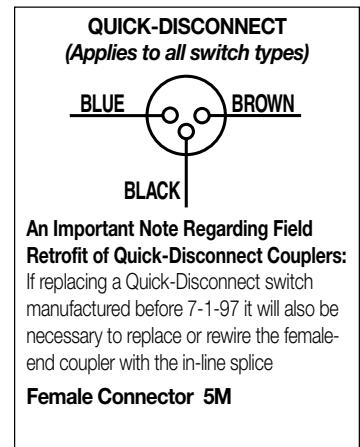 QUICK-DISCONNECT
(Applies to all switch types)
BLUE
BROWN
BLACK
An Important Note Regarding Field
Retrofit of Quick-Disconnect Couplers:
If replacing a Quick-Disconnect switch
manufactured before 7-1-97 it will also be
necessary to replace or rewire the female-
end coupler with the in-line splice
Female Connector 5M